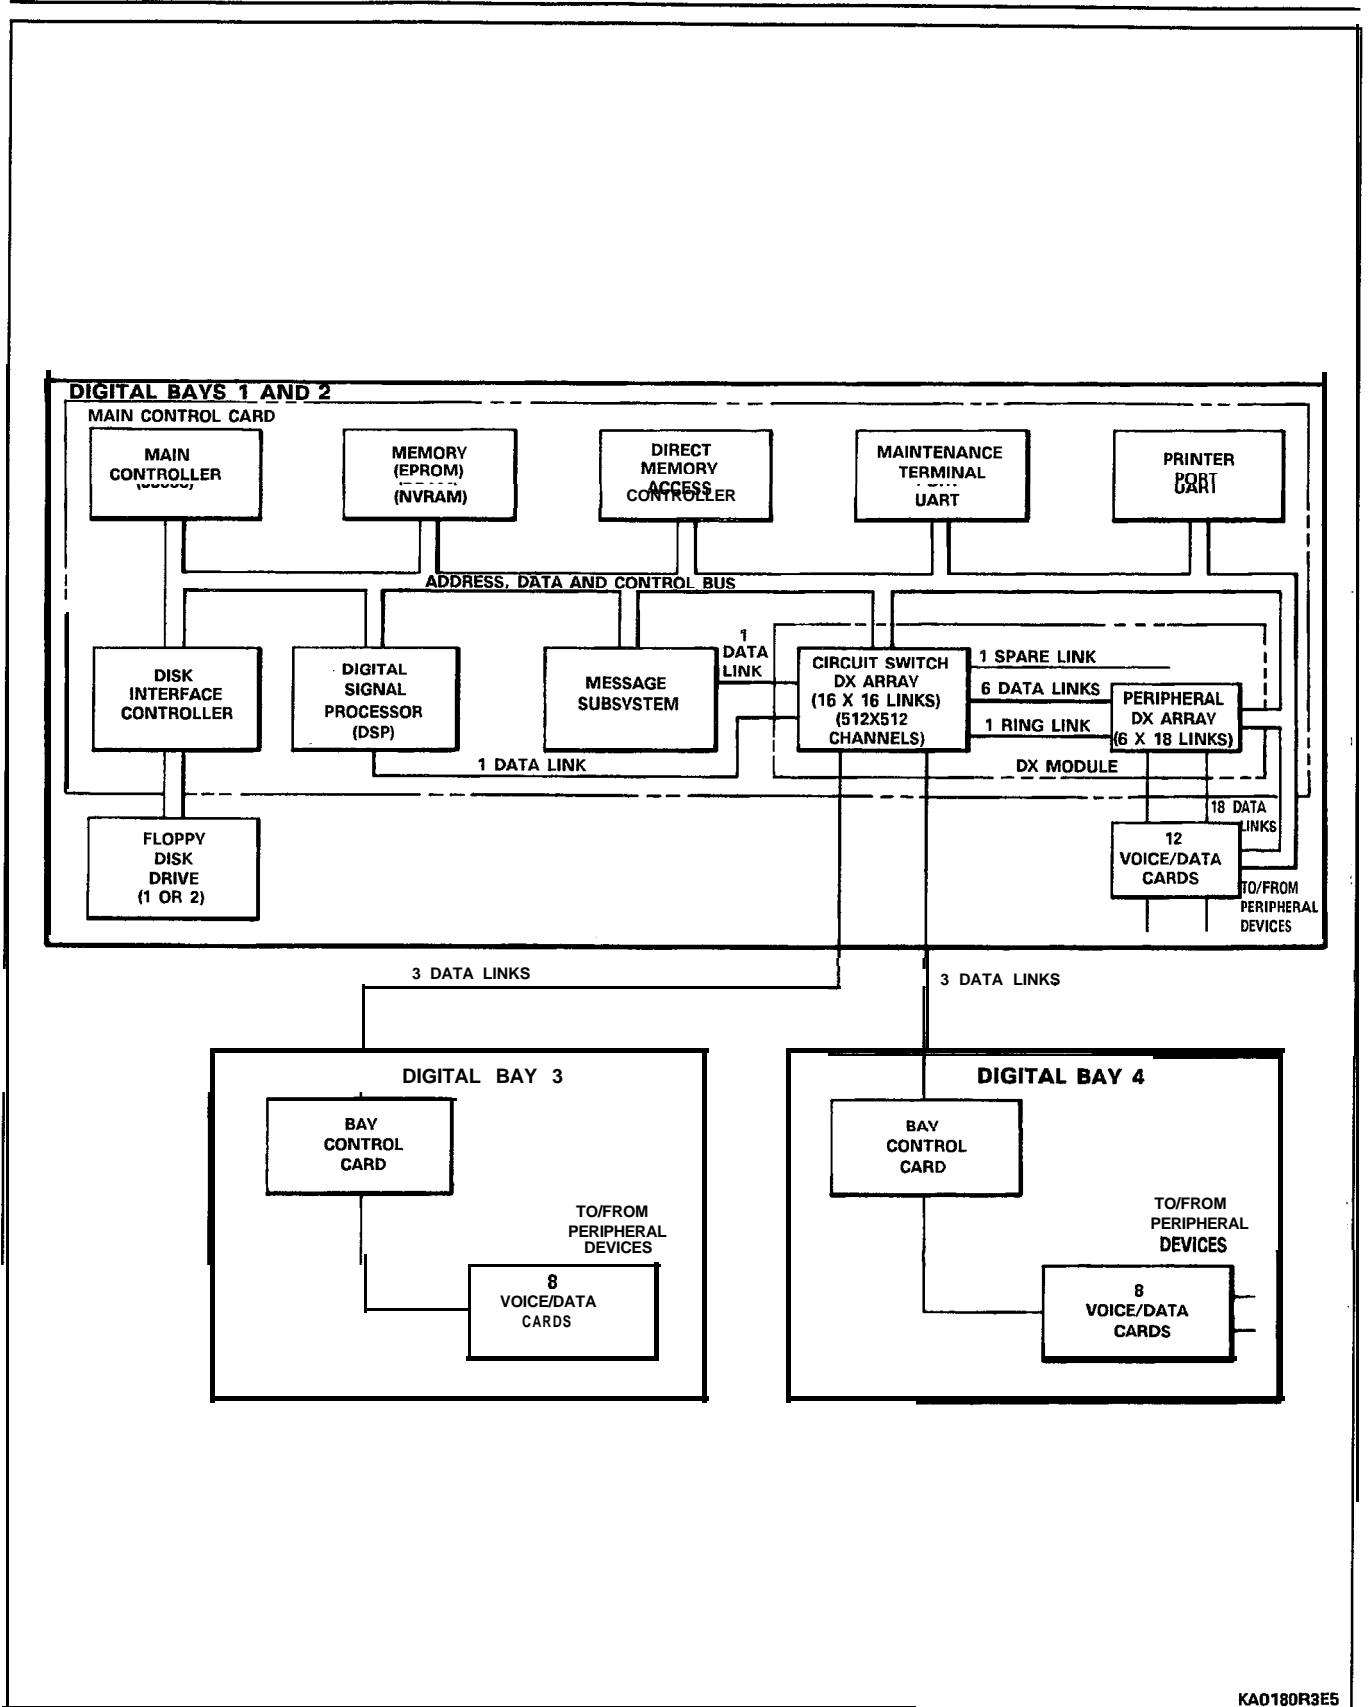 DIGITAL BAYS 1 AND 2
MAIN CONTROL CARD
MAIN
CONTROLLER
MEMORY
(EPROM)
(NVRAM)
DIRECT
MEMORY
ACCESS
CONTROLLER
MAINTENANCE
TERMINAL
UART
PRINTER
PORT
UART
ADDRESS, DATA AND CONTROL BUS
DISK
INTERFACE
CONTROLLER
DIGITAL
SIGNAL
PROCESSOR
(DSP)
MESSAGE
SUBSYSTEM
1
DATA
LINK
CIRCUIT SWITCH
DX ARRAY
(16 X 16 LINKS)
(512X512
CHANNELS)
1 SPARE LINK
6 DATA LINKS
1 RING LINK
PERIPHERAL
DX ARRAY
(6 X 18 LINKS)
1 DATA LINK
DX MODULE
18 DATA
LINKS
FLOPPY
DISK
DRIVE
(1 OR 2)
12
VOICE/DATA
CARDS
TO/FROM
PERIPHERAL
DEVICES
3 DATA LINKS
3 DATA LINKS
DIGITAL BAY 3
BAY
CONTROL
CARD
TO/FROM
PERIPHERAL
DEVICES
8
VOICE/DATA
CARDS
DIGITAL BAY 4
BAY
CONTROL
CARD
TO/FROM
PERIPHERAL
DEVICES
8
VOICE/DATA
CARDS
KA0180R3E5